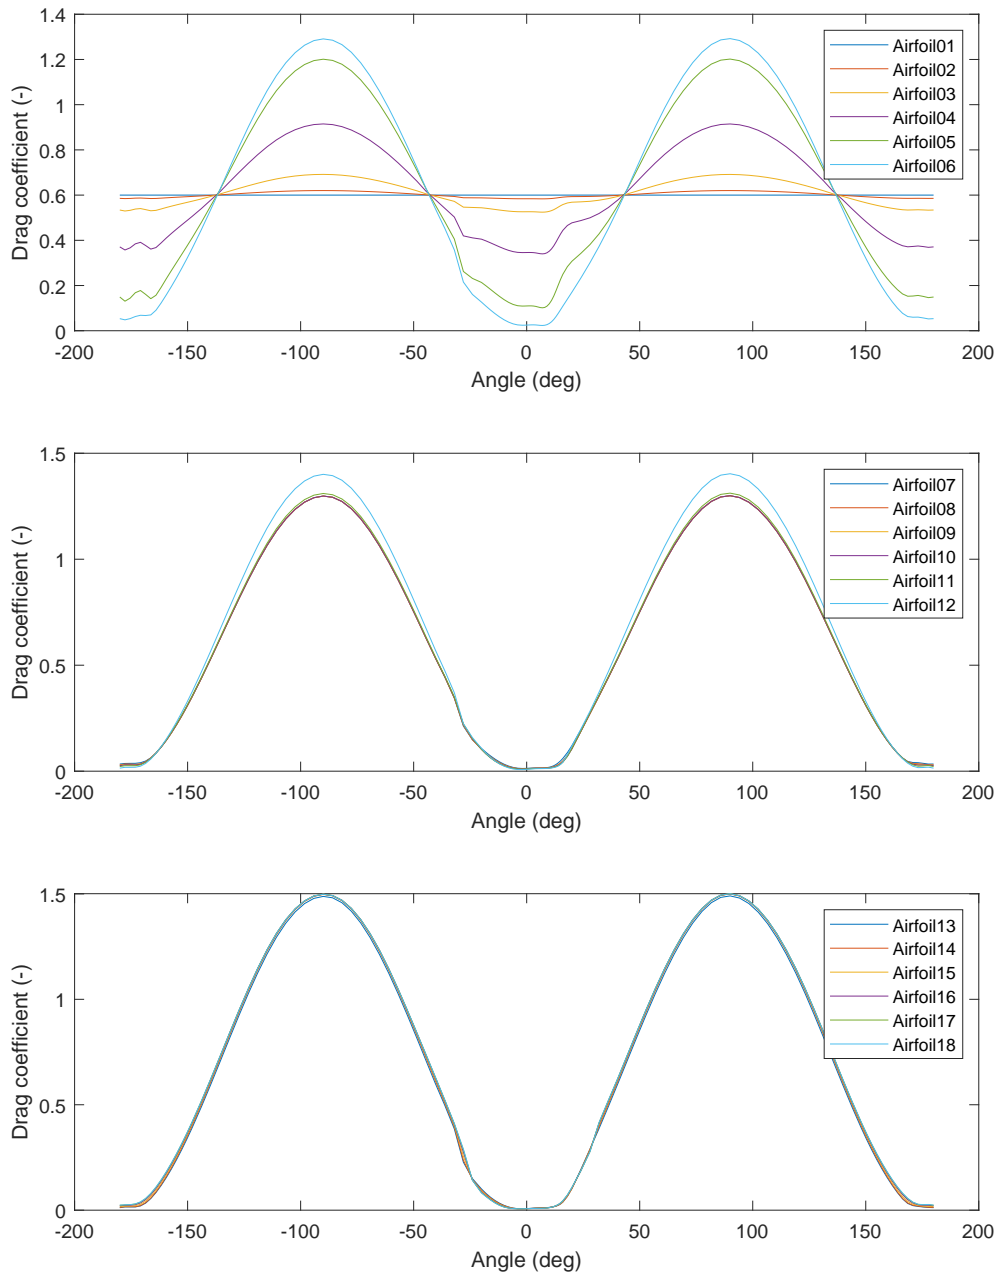 1.4
1.2
1
0.8
0.6
0.4
0.2
0
Drag coefficient (-)
Airfoil01
Airfoil02
Airfoil03
Airfoil04
Airfoil05
Airfoil06
-200 -150 -100 -50 0 50 100 150 200
Angle (deg)
1.5
1
0.5
0
Drag coefficient (-)
Airfoil07
Airfoil08
Airfoil09
Airfoil10
Airfoil11
Airfoil12
-200 -150 -100 -50 0 50 100 150 200
Angle (deg)
1.5
1
0.5
0
Drag coefficient (-)
Airfoil13
Airfoil14
Airfoil15
Airfoil16
Airfoil17
Airfoil18
-200 -150 -100 -50 0 50 100 150 200
Angle (deg)